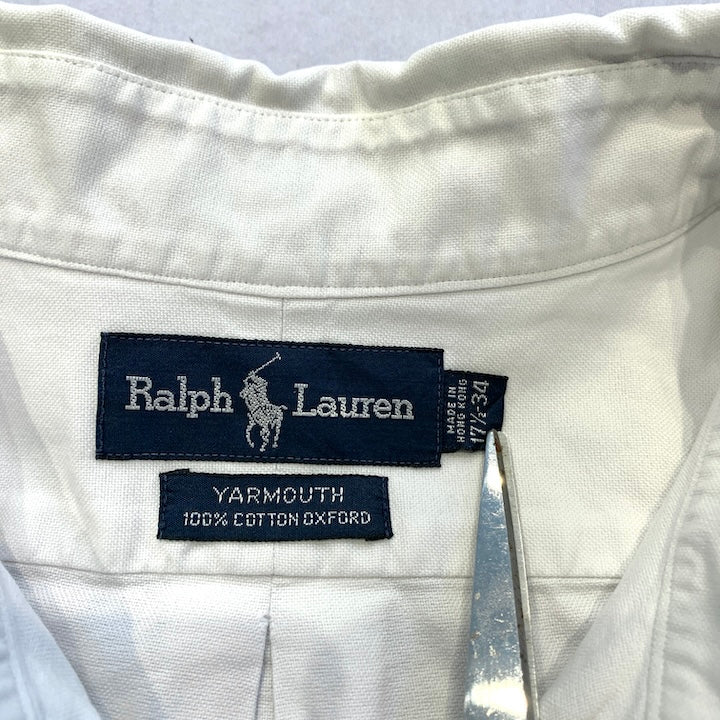 Ralph Lauren
MADE IN
HONG KONG
17½-34
YARMOUTH
100% COTTON OXFORD